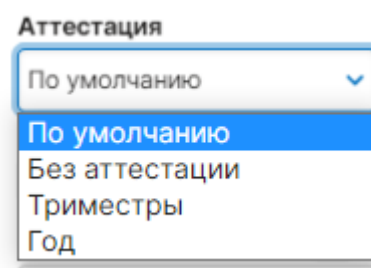 Аттестация
По умолчанию
По умолчанию
Без аттестации
Триместры
Год